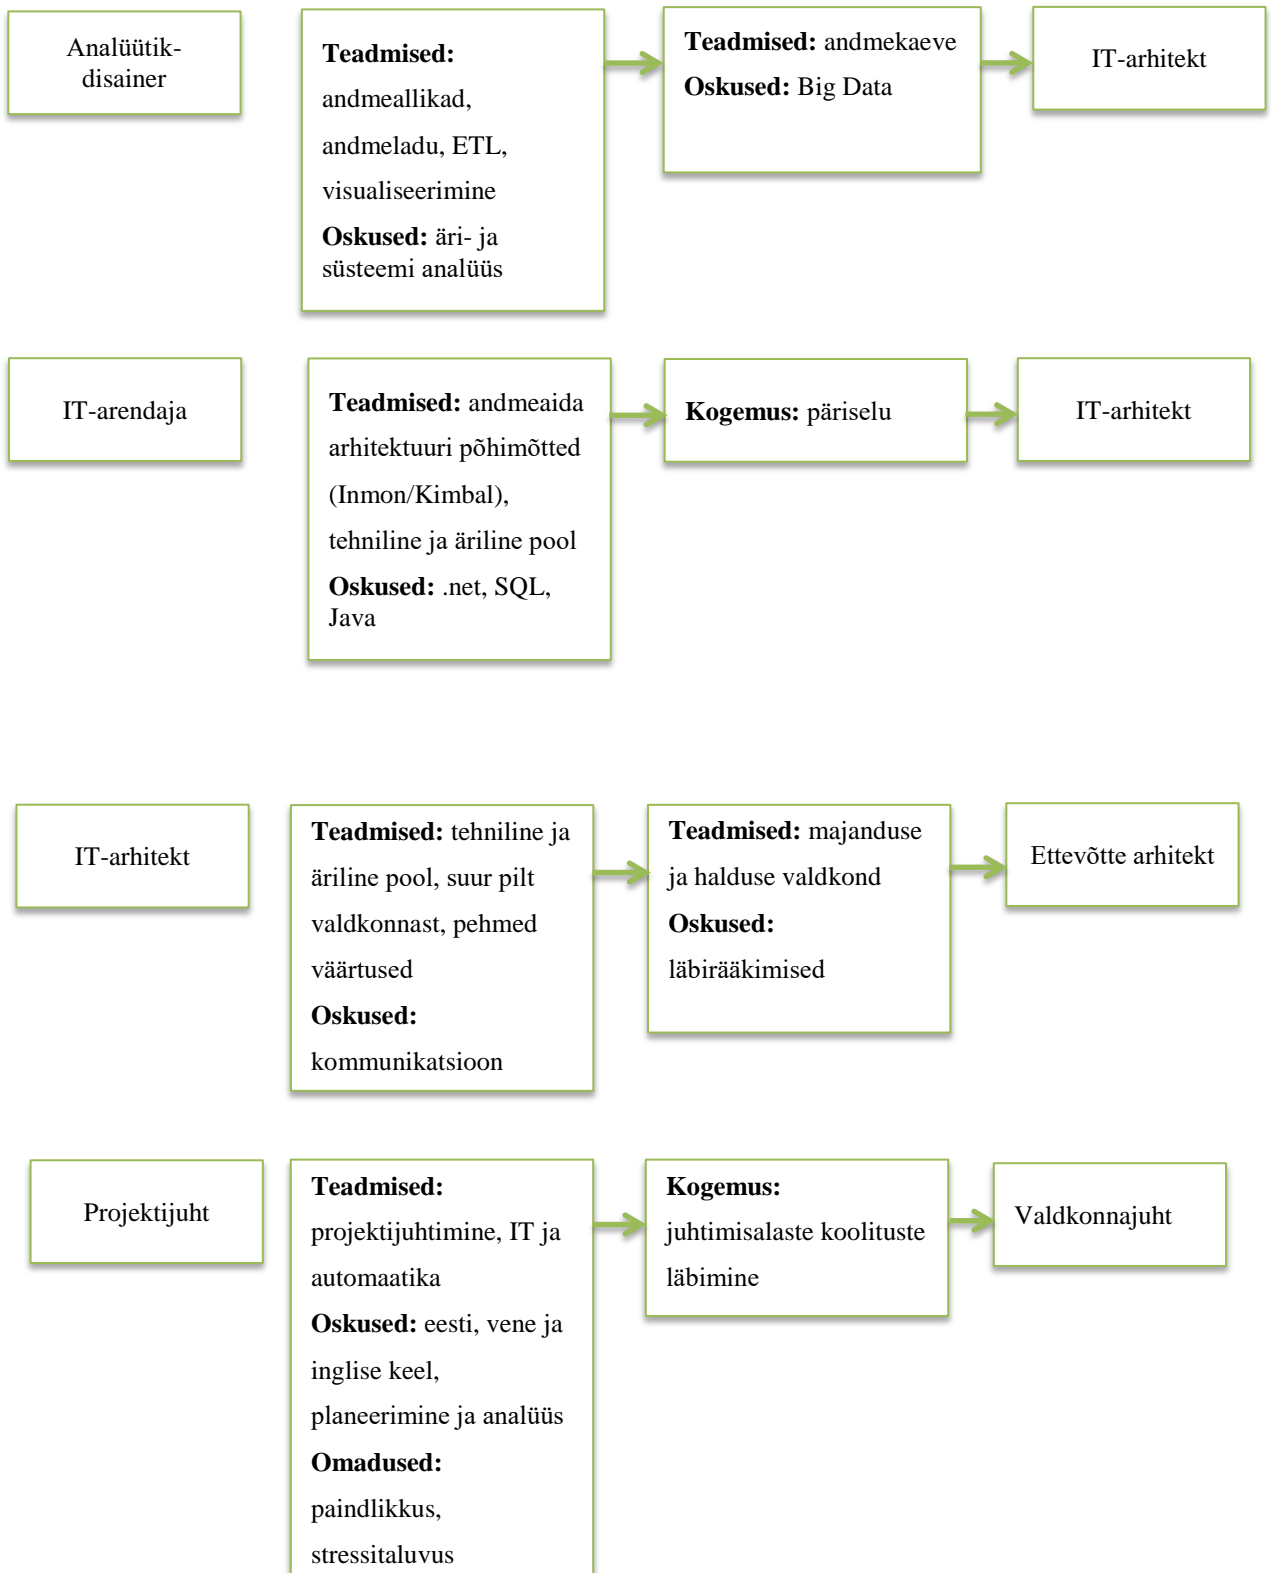 Analüütik-
disainer
Teadmised:
andmeallikad,
andmeladu, ETL,
visualiseerimine
Oskused: äri- ja
süsteemi analüüs
Teadmised: andmekaeve
Oskused: Big Data
IT-arhitekt
IT-arendaja
Teadmised: andmeaida
arhitektuuri põhimõtted
(Inmon/Kimbal),
tehniline ja äriline pool
Oskused: .net, SQL,
Java
Kogemus: päriselu
IT-arhitekt
IT-arhitekt
Teadmised: tehniline ja
äriline pool, suur pilt
valdkonnast, pehmed
väärtused
Oskused:
kommunikatsioon
Teadmised: majanduse
ja halduse valdkond
Oskused:
läbirääkimised
Ettevõtte arhitekt
Projektijuht
Teadmised:
projektijuhtimine, IT ja
automaatika
Oskused: eesti, vene ja
inglise keel,
planeerimine ja analüüs
Omadused:
paindlikkus,
stressitaluvus
Kogemus:
juhtimisalaste koolituste
läbimine
Valdkonnajuht